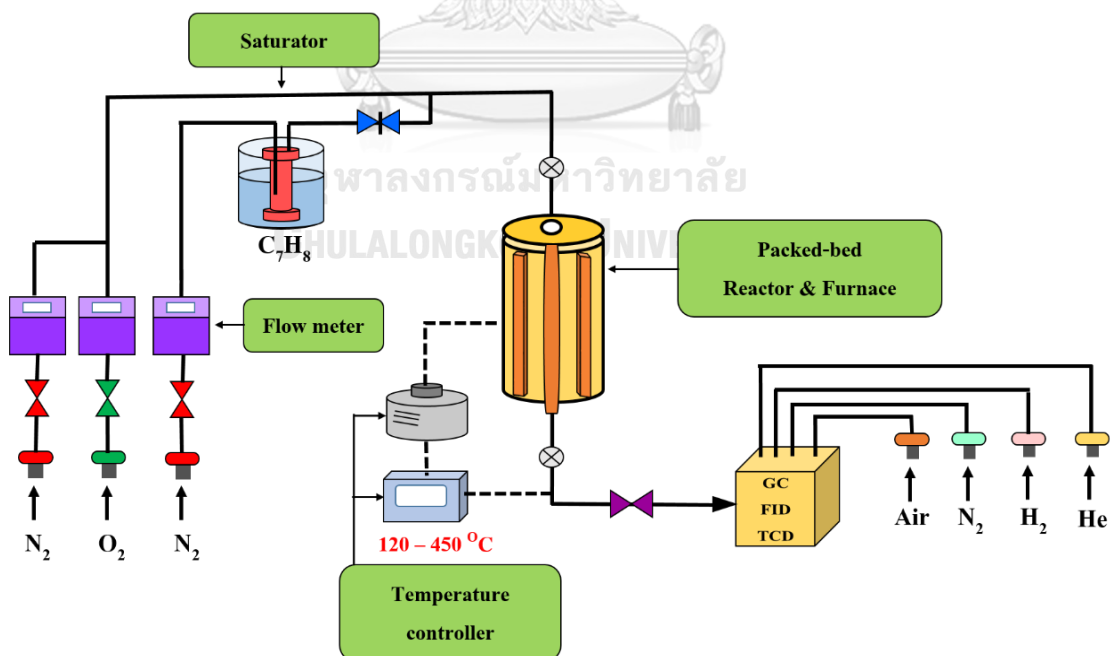 Saturator
จุฬาลงกรณ์มหาวิทยาลัย
CHULALONGKORN UNIVERSITY
C₇H₈
Packed-bed
Reactor & Furnace
Flow meter
GC
FID
TCD
Air
N₂
H₂
He
N₂
O₂
N₂
120 – 450 ᴼC
Temperature
controller